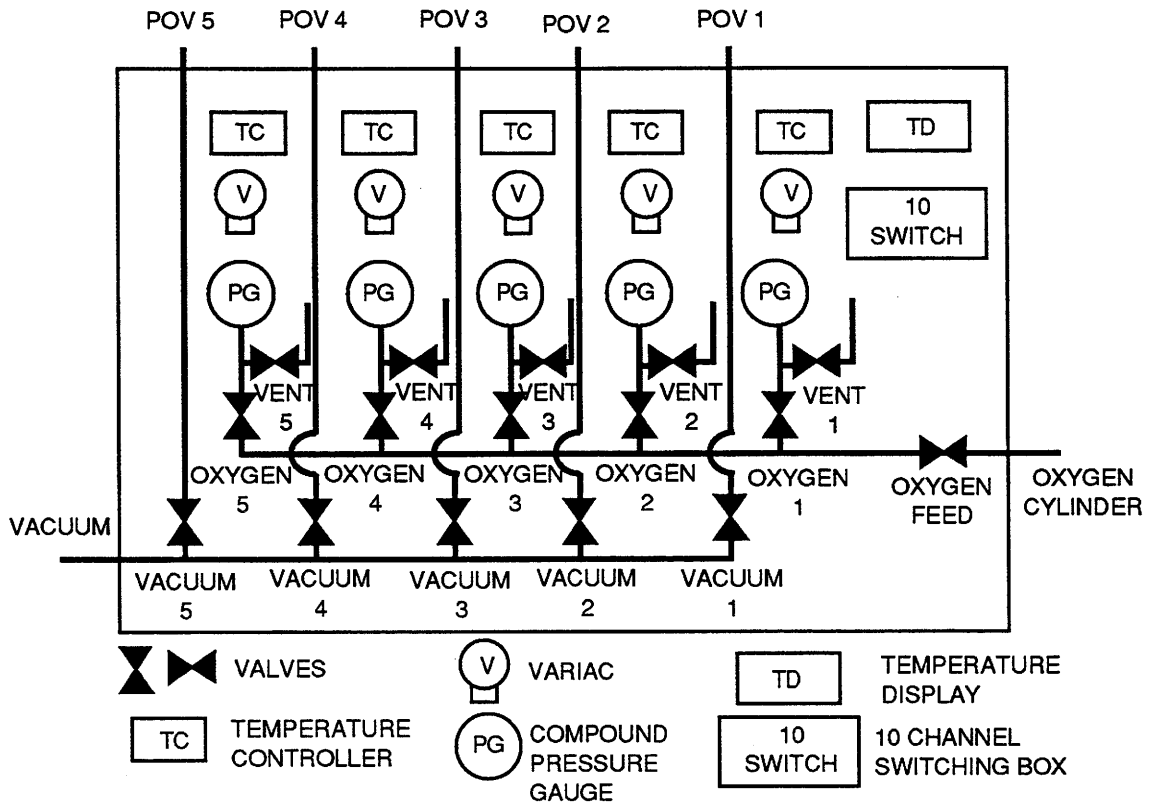 POV 5 POV 4 POV 3 POV 2 POV 1
TC TC TC TC TC TD
V V V V V
10
SWITCH
PG PG PG PG PG
VENT
5
VENT
4
VENT
3
VENT
2
VENT
1
OXYGEN
5
OXYGEN
4
OXYGEN
3
OXYGEN
2
OXYGEN
1
OXYGEN
FEED
OXYGEN
CYLINDER
VACUUM
VACUUM
5
VACUUM
4
VACUUM
3
VACUUM
2
VACUUM
1
VALVES
V
VARIAC
TD
TEMPERATURE
DISPLAY
TC
TEMPERATURE
CONTROLLER
PG
COMPOUND
PRESSURE
GAUGE
10
SWITCH
10 CHANNEL
SWITCHING BOX